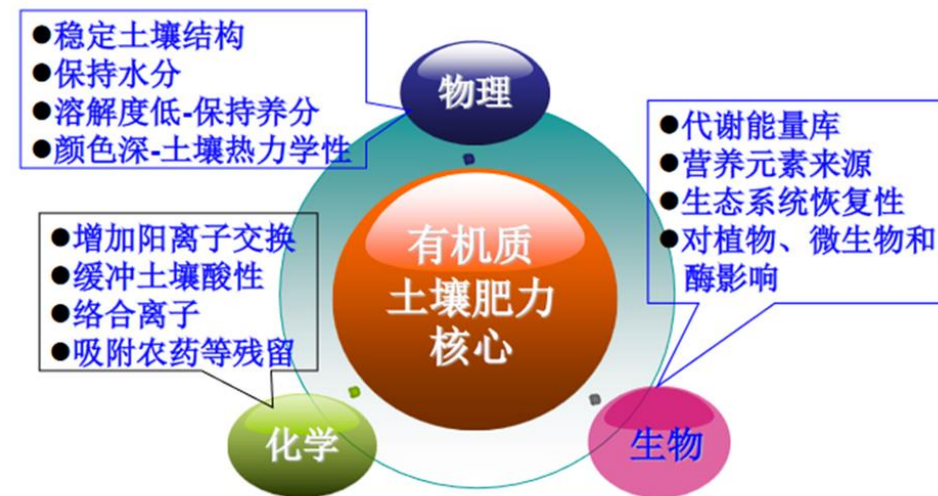 ●稳定土壤结构
●保持水分
●溶解度低-保持养分
●颜色深-土壤热力学性
物理
●代谢能量库
●营养元素来源
●生态系统恢复性
●对植物、微生物和
酶影响
有机质
土壤肥力
核心
●增加阳离子交换
●缓冲土壤酸性
●络合离子
●吸附农药等残留
化学
生物